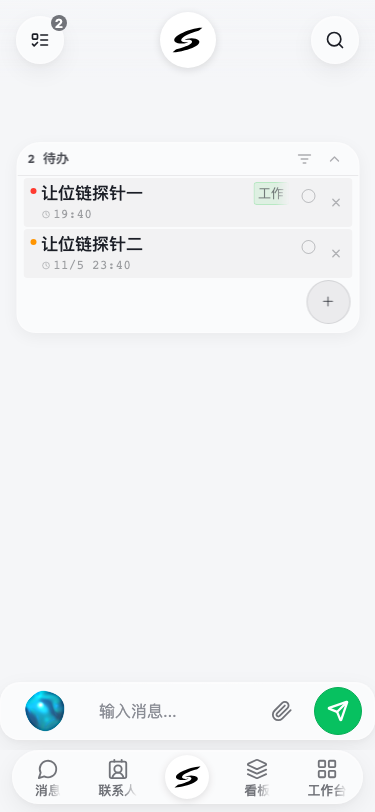 2
2 待办
让位链探针一 工作
19:40
让位链探针二
11/5 23:40
输入消息...
消息 联系人 看板 工作台